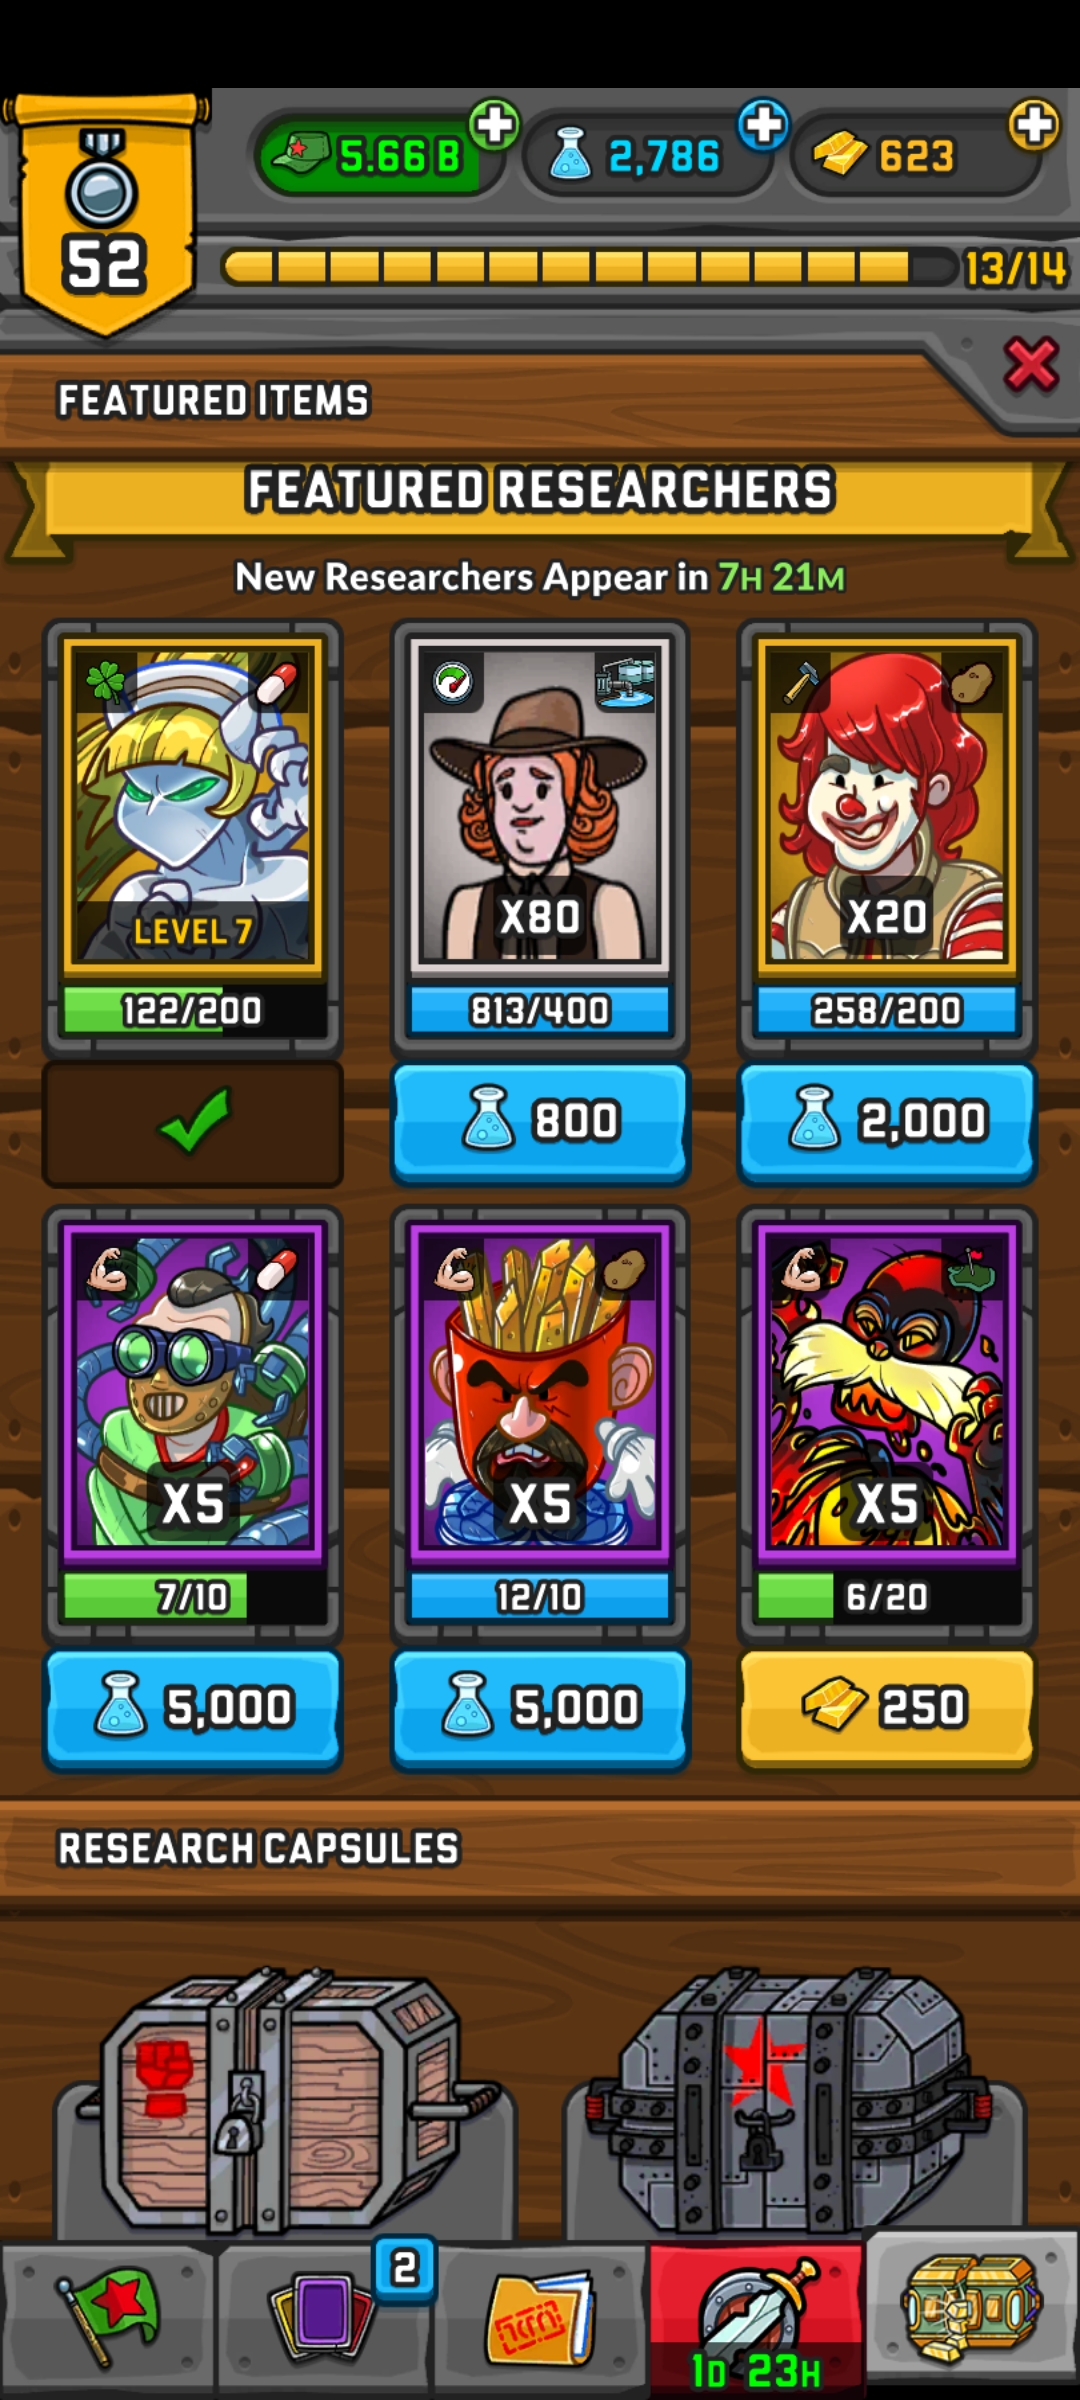 5.66 B
2,786
623
52
13/14
FEATURED ITEMS
FEATURED RESEARCHERS
New Researchers Appear in 7H 21M
LEVEL 7
X80
X20
122/200
813/400
258/200
800
2,000
X5
X5
X5
7/10
12/10
6/20
5,000
5,000
250
RESEARCH CAPSULES
2
1D 23H